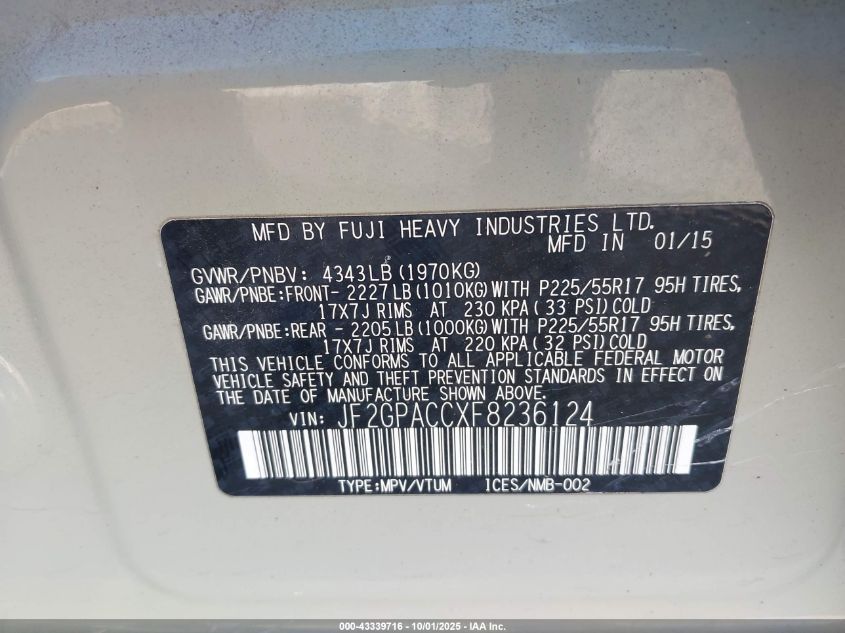 MFD BY FUJI HEAVY INDUSTRIES LTD.
MFD IN 01/15
GVWR/PNBV: 4343LB(1970KG)
GAWR/PNBE:FRONT- 2227LB(1010KG)WITH P225/55R17 95H TIRES,
17X7J RIMS AT 230 KPA(33 PSI)COLD
GAWR/PNBE:REAR - 2205LB(1000KG)WITH P225/55R17 95H TIRES,
17X7J RIMS AT 220 KPA(32 PSI)COLD
THIS VEHICLE CONFORMS TO ALL APPLICABLE FEDERAL MOTOR
VEHICLE SAFETY AND THEFT PREVENTION STANDARDS IN EFFECT ON
THE DATE OF MANUFACTURE SHOWN ABOVE.
VIN: JF2GPACCXF8236124
TYPE:MPV/VTUM ICES/NMB-002
000-43339716 - 10/01/2025 - IAA Inc.